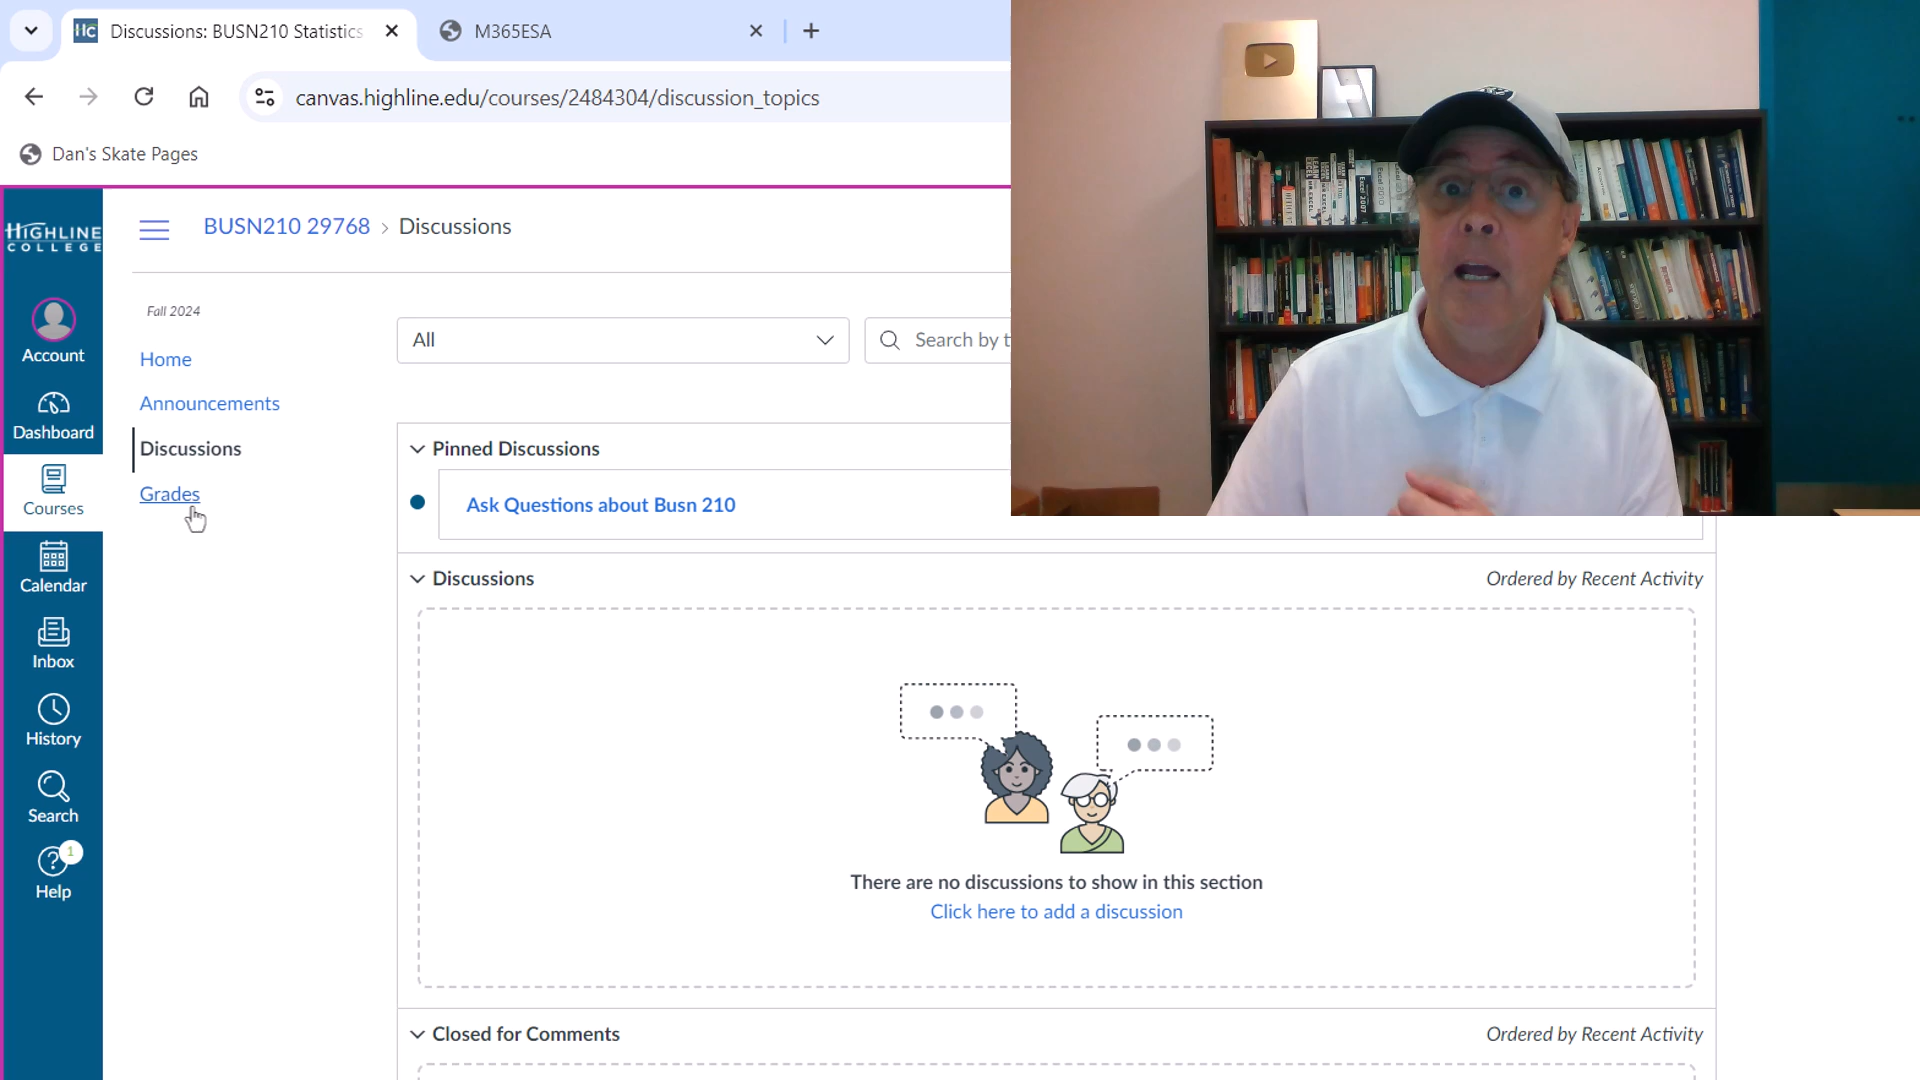 Discussions: BUSN210 Statistics
M365ESA
canvas.highline.edu/courses/2484304/discussion_topics
Dan's Skate Pages
HIGHLINE
COLLEGE
BUSN210 29768 > Discussions
Fall 2024
Account
Dashboard
Courses
Calendar
Inbox
History
Search
1
Help
Home
Announcements
Discussions
Grades
All
Search by t
Pinned Discussions
Ask Questions about Busn 210
Discussions
Ordered by Recent Activity
There are no discussions to show in this section
Click here to add a discussion
Closed for Comments
Ordered by Recent Activity
HC